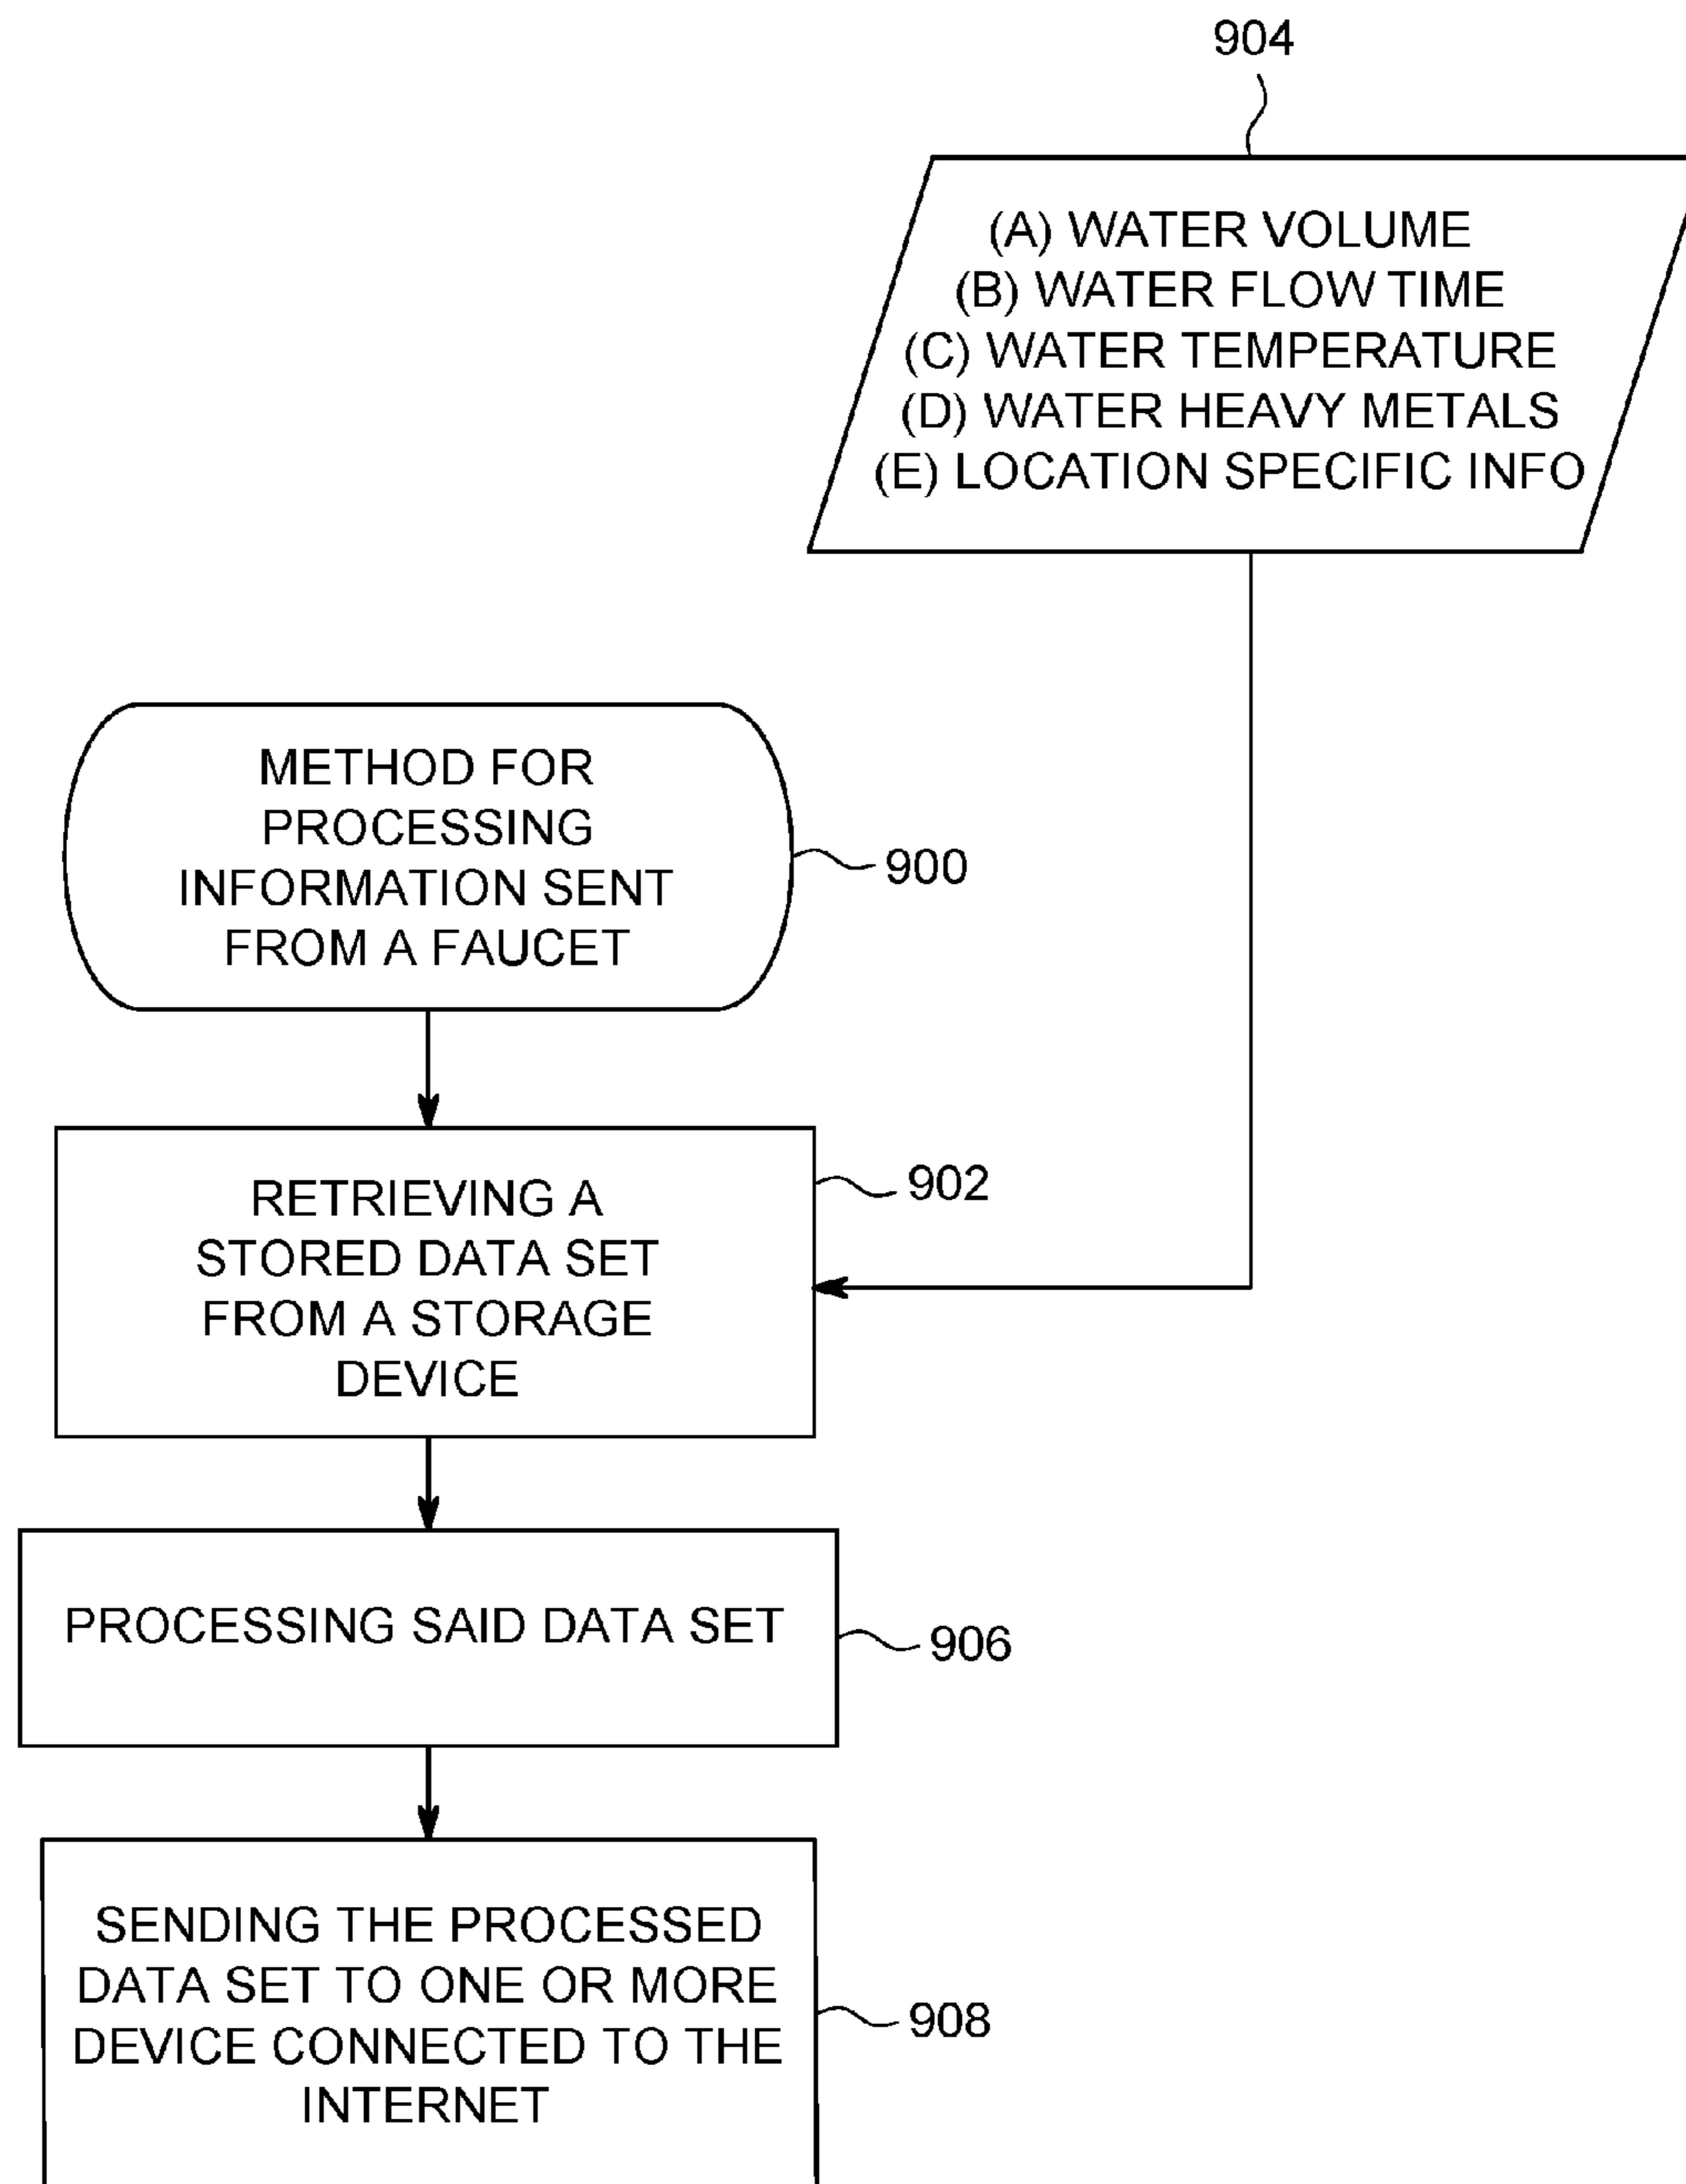 904
(A) WATER VOLUME
(B) WATER FLOW TIME
(C) WATER TEMPERATURE
(D) WATER HEAVY METALS
(E) LOCATION SPECIFIC INFO
METHOD FOR
PROCESSING
INFORMATION SENT
FROM A FAUCET
900
RETRIEVING A
STORED DATA SET
FROM A STORAGE
DEVICE
902
PROCESSING SAID DATA SET
906
SENDING THE PROCESSED
DATA SET TO ONE OR MORE
DEVICE CONNECTED TO THE
INTERNET
908